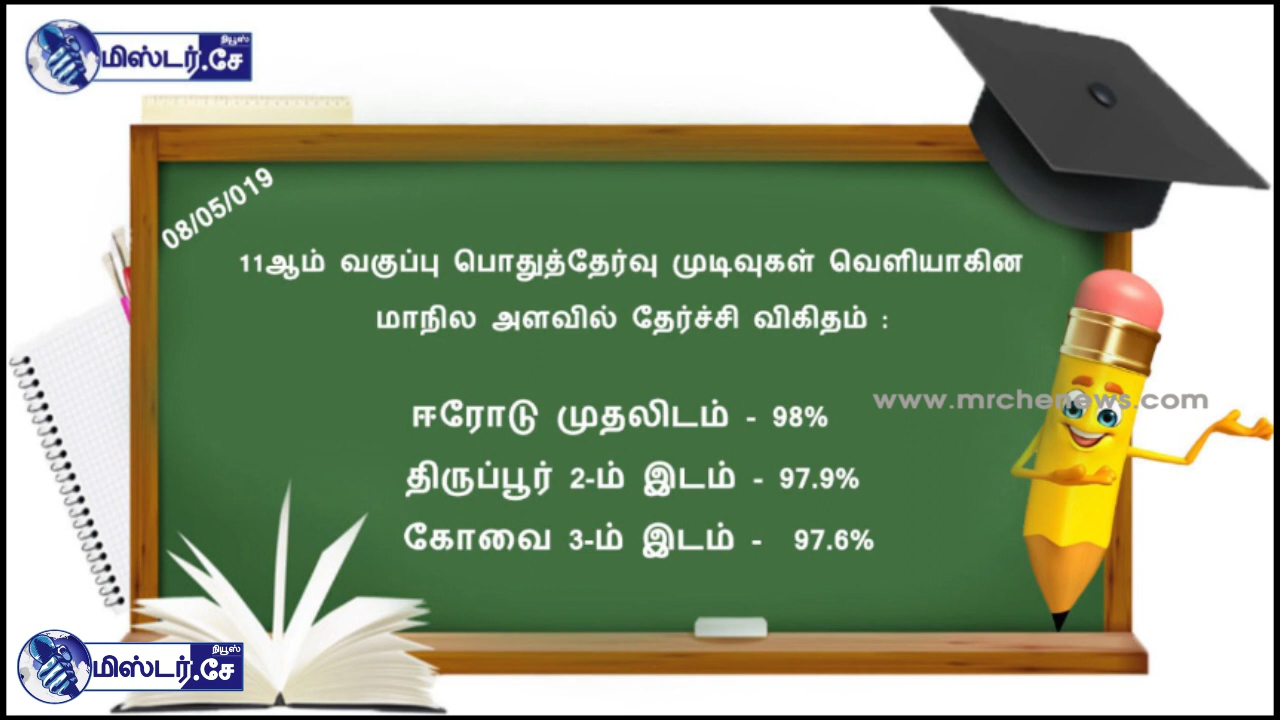 நியூஸ்
மிஸ்டர்.சே
08/05/019
11ஆம் வகுப்பு பொதுத்தேர்வு முடிவுகள் வெளியாகின
மாநில அளவில் தேர்ச்சி விகிதம் :
www.mrchenews.com
ஈரோடு முதலிடம் - 98%
திருப்பூர் 2-ம் இடம் - 97.9%
கோவை 3-ம் இடம் - 97.6%
நியூஸ்
மிஸ்டர்.சே